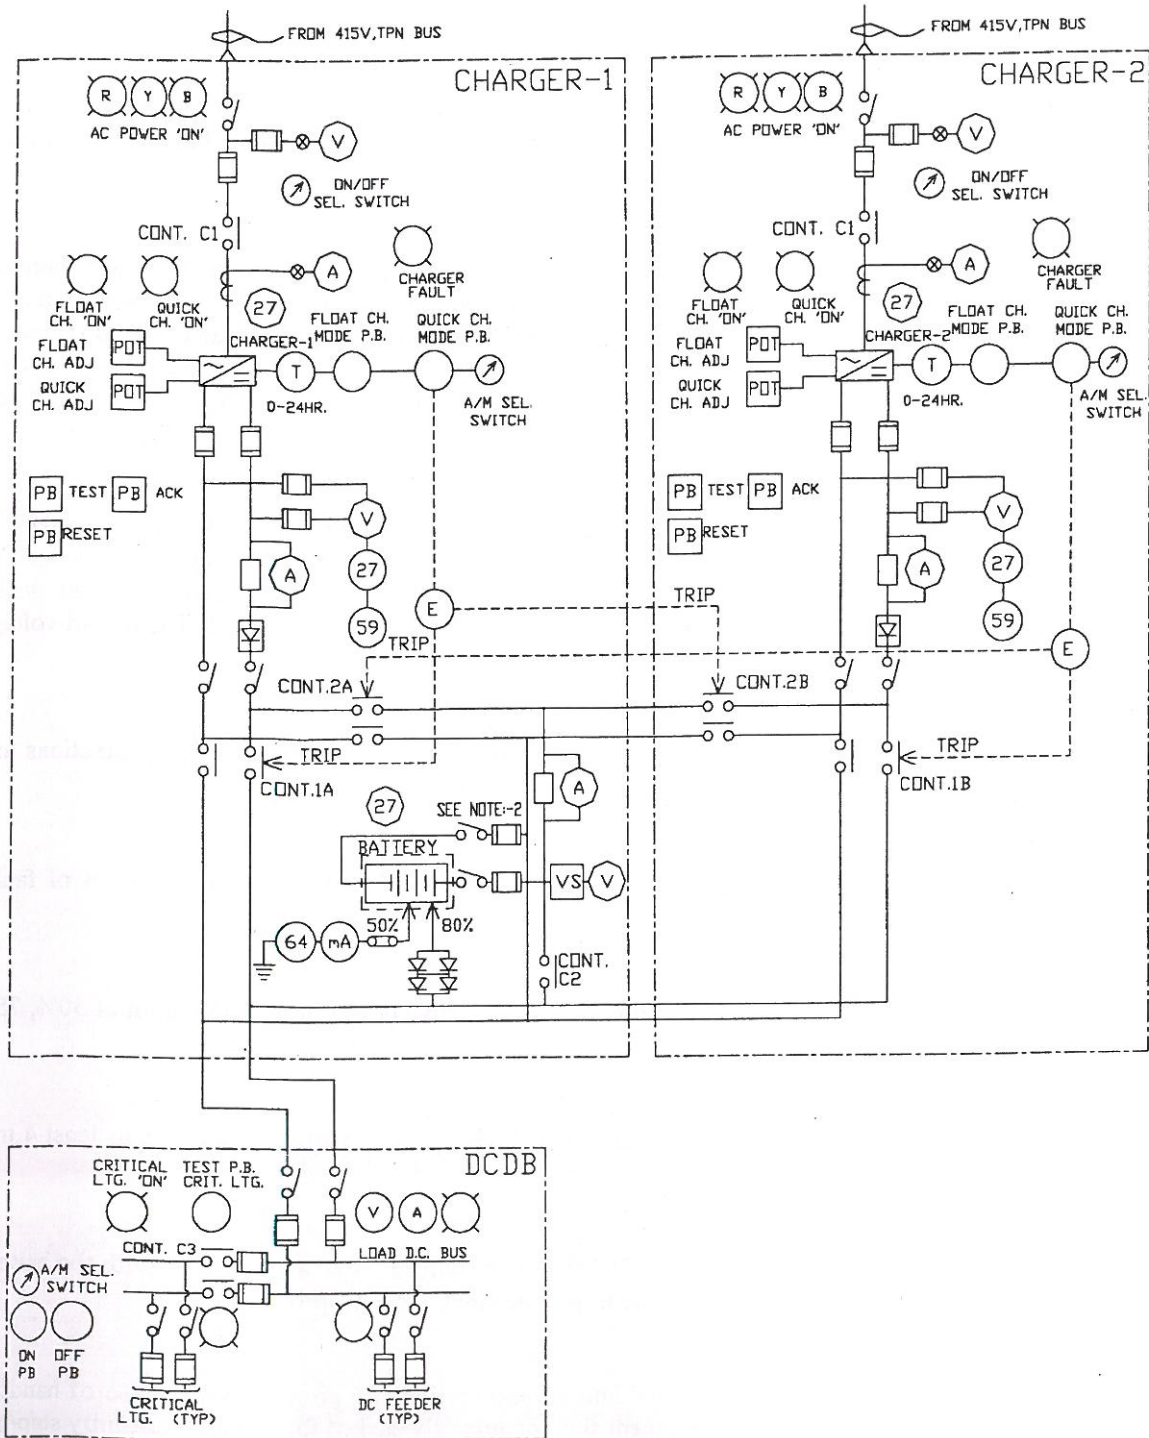 FROM 415V,TPN BUS
FROM 415V,TPN BUS
CHARGER-1
R Y B
AC POWER 'ON'
V
ON/OFF
SEL. SWITCH
CONT. C1
A
CHARGER
FAULT
FLOAT
CH. 'ON'
QUICK
CH. 'ON'
27
FLOAT CH.
MODE P.B.
QUICK CH.
MODE P.B.
CHARGER-1
FLOAT
CH. ADJ
POT
QUICK
CH. ADJ
POT
T
0-24HR.
A/M SEL.
SWITCH
PB TEST PB ACK
PB RESET
V
A
27
59
E
TRIP
TRIP
CONT.2A
TRIP
CONT.1A
27
SEE NOTE:-2
A
BATTERY
VS V
50% 80%
64 mA
CONT.
C2
CHARGER-2
R Y B
AC POWER 'ON'
V
ON/OFF
SEL. SWITCH
CONT. C1
A
CHARGER
FAULT
FLOAT
CH. 'ON'
QUICK
CH. 'ON'
27
FLOAT CH.
MODE P.B.
QUICK CH.
MODE P.B.
CHARGER-2
FLOAT
CH. ADJ
POT
QUICK
CH. ADJ
POT
T
0-24HR.
A/M SEL.
SWITCH
PB TEST PB ACK
PB RESET
V
A
27
59
E
CONT.2B
TRIP
CONT.1B
DCDB
CRITICAL
LTG. 'ON'
TEST P.B.
CRIT. LTG.
V A
CONT. C3
LOAD D.C. BUS
A/M SEL.
SWITCH
ON
PB
OFF
PB
CRITICAL
LTG. (TYP)
DC FEEDER
(TYP)